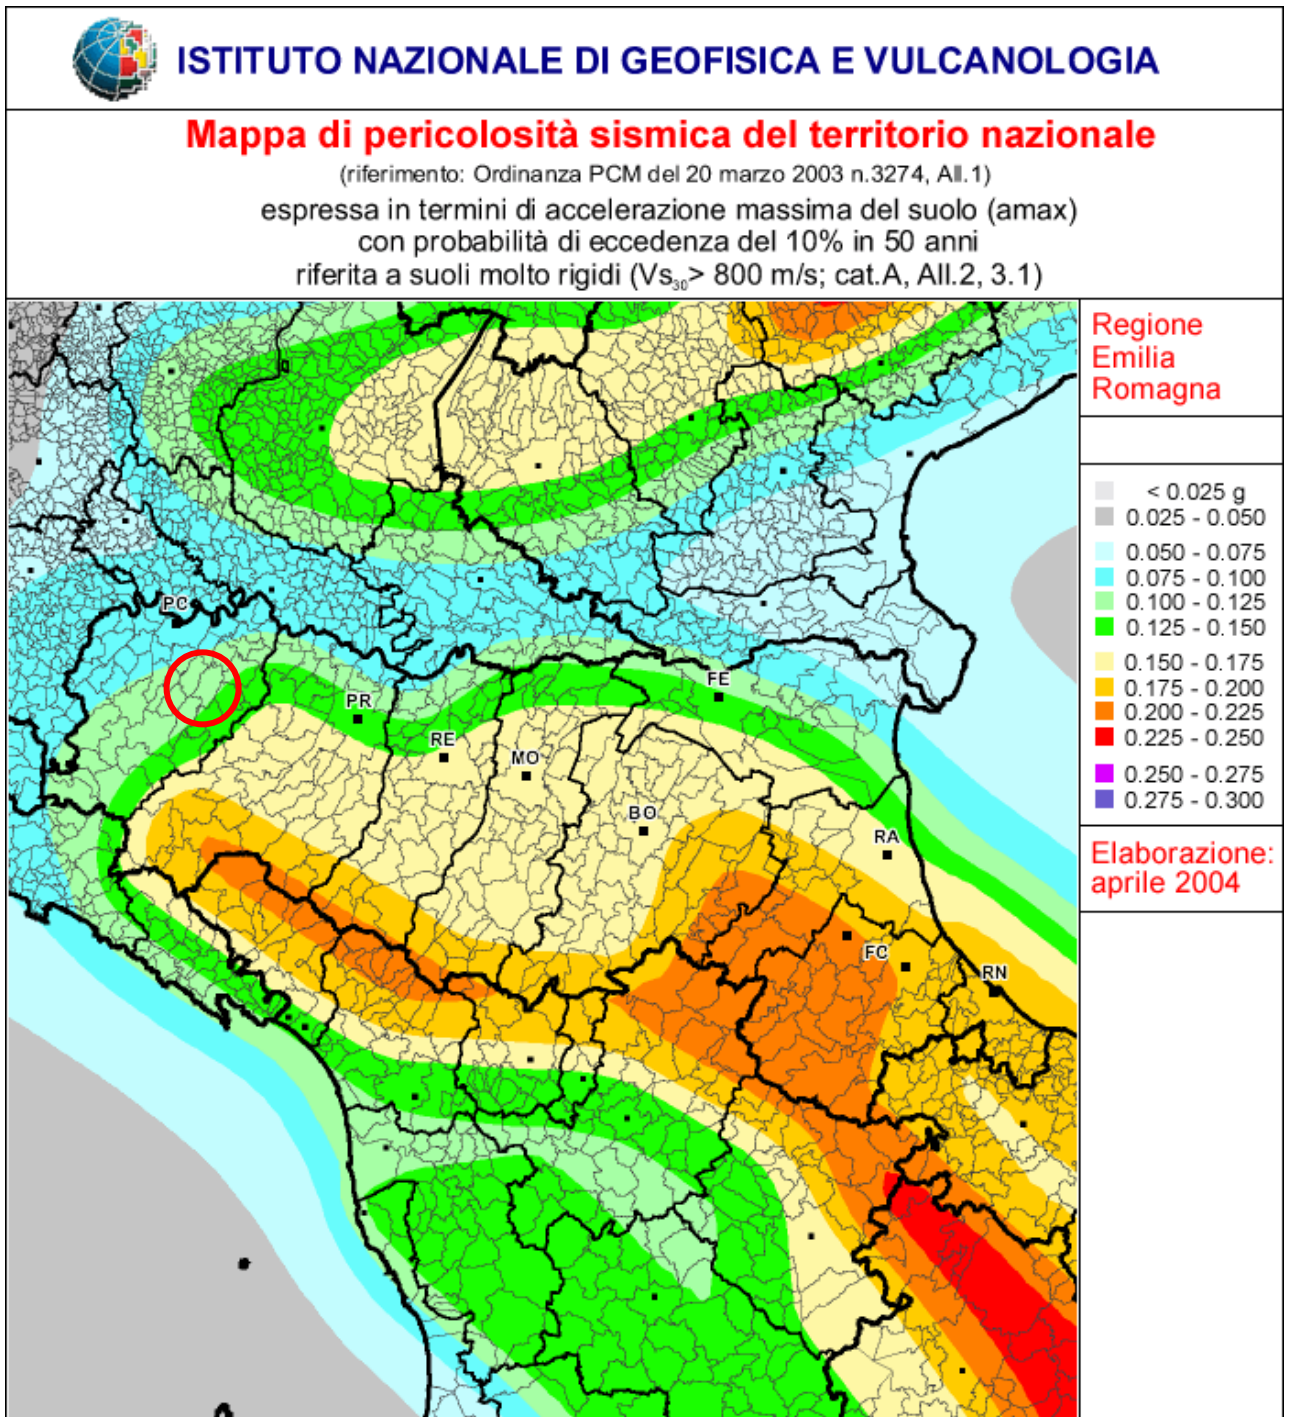 ISTITUTO NAZIONALE DI GEOFISICA E VULCANOLOGIA
Mappa di pericolosità sismica del territorio nazionale
(riferimento: Ordinanza PCM del 20 marzo 2003 n.3274, All.1)
espressa in termini di accelerazione massima del suolo (amax)
con probabilità di eccedenza del 10% in 50 anni
riferita a suoli molto rigidi (Vs₃₀> 800 m/s; cat.A, All.2, 3.1)
Regione
Emilia
Romagna
< 0.025 g
0.025 - 0.050
0.050 - 0.075
0.075 - 0.100
0.100 - 0.125
0.125 - 0.150
0.150 - 0.175
0.175 - 0.200
0.200 - 0.225
0.225 - 0.250
0.250 - 0.275
0.275 - 0.300
Elaborazione:
aprile 2004
PC
FE
PR
RE
MO
BO
RA
FC
RN